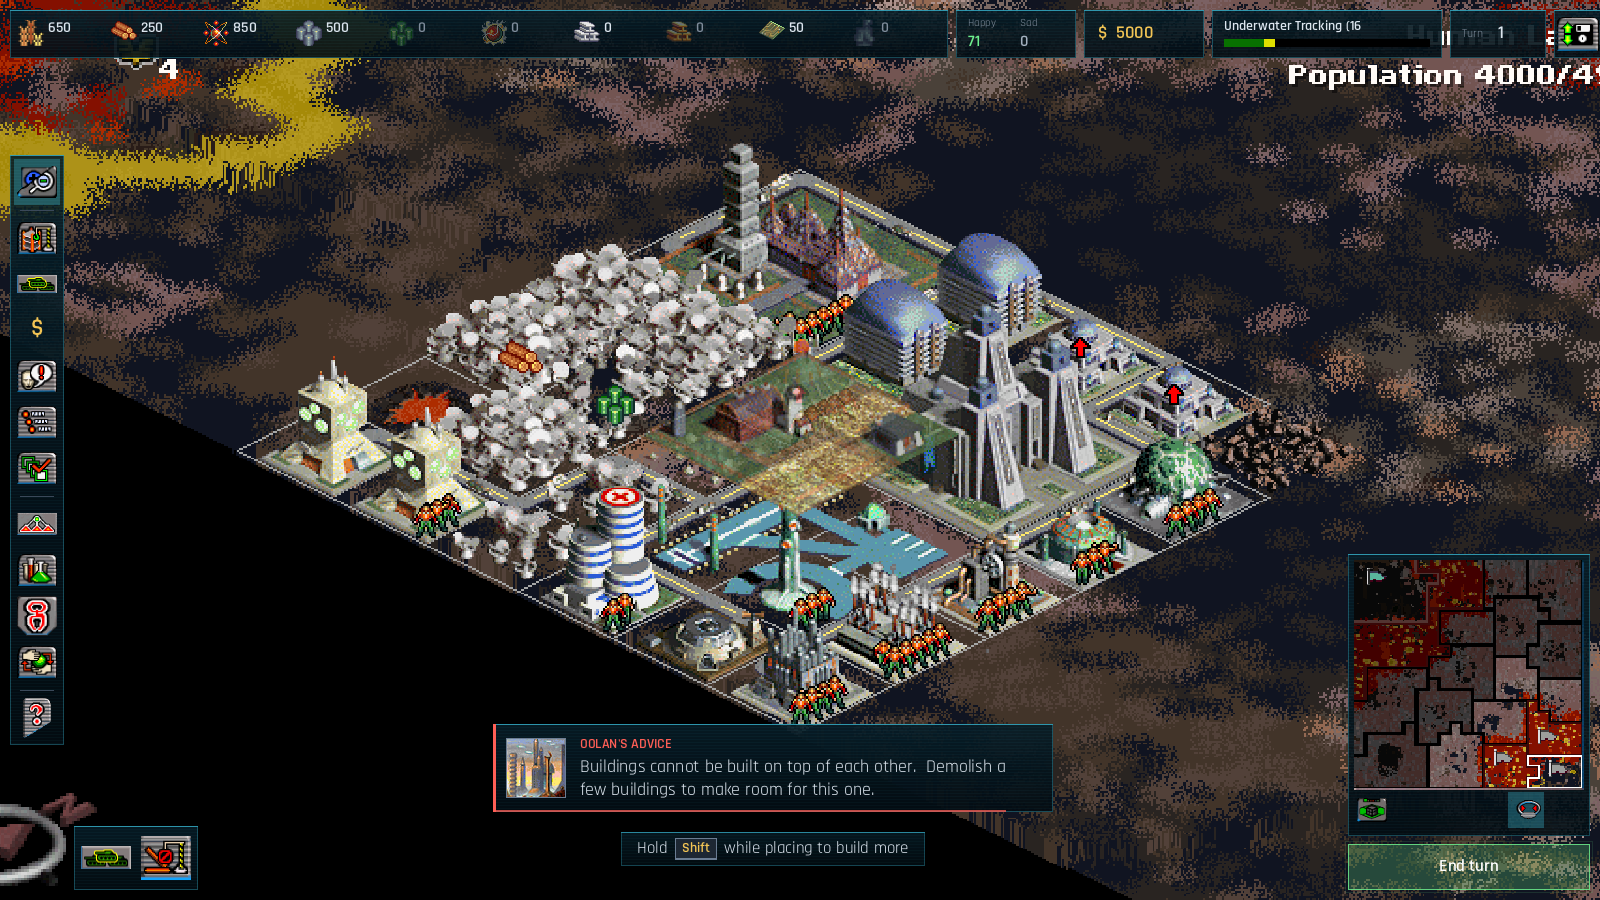 650
250
850
500
0
0
0
0
50
0
Happy
71
Sad
0
$ 5000
Underwater Tracking (16
Turn 1
4
Population 4000/49
OOLAN'S ADVICE
Buildings cannot be built on top of each other. Demolish a
few buildings to make room for this one.
Hold Shift while placing to build more
End turn